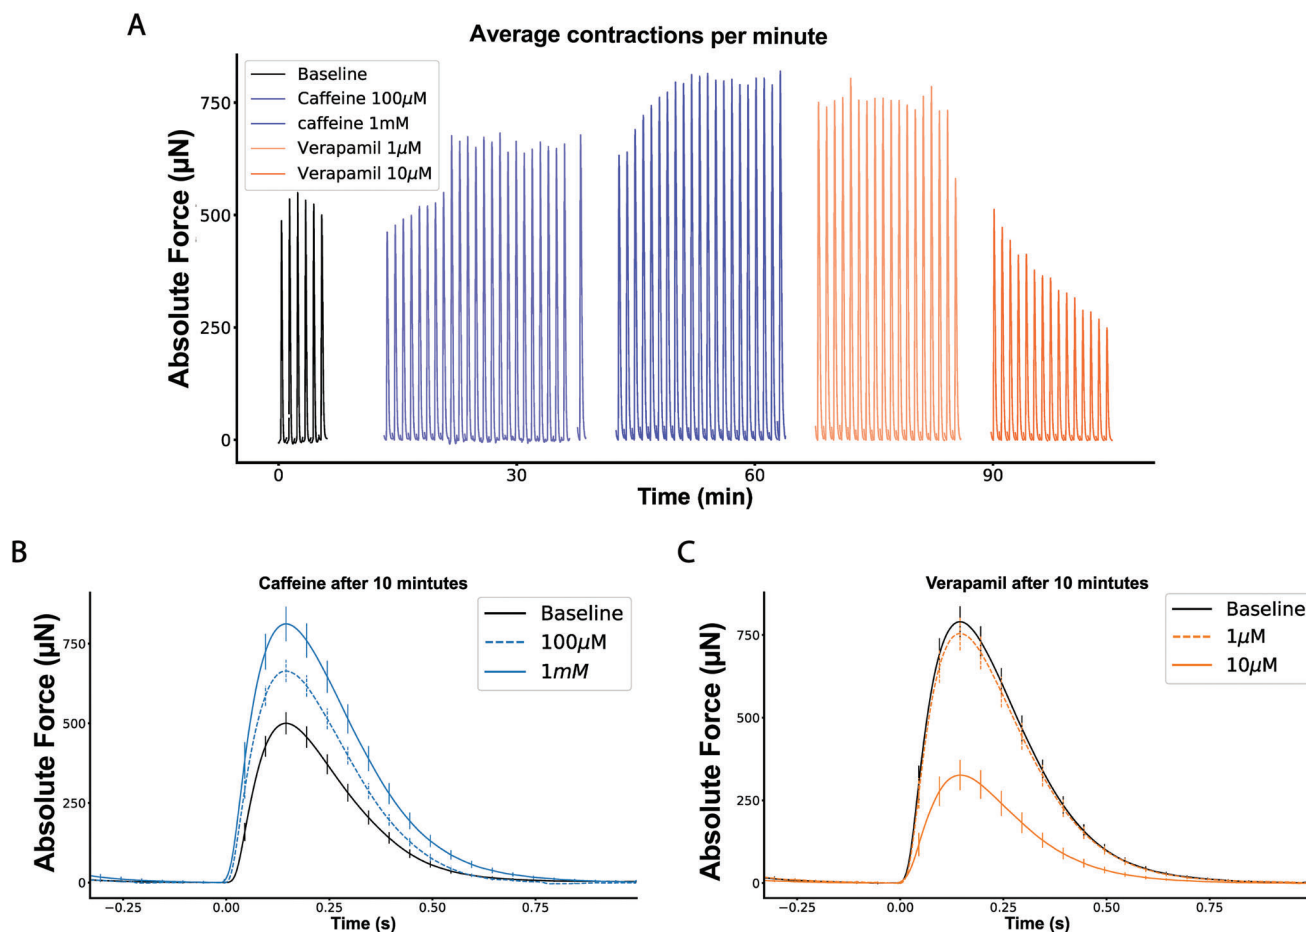 A
Average contractions per minute
Baseline
Caffeine 100μM
caffeine 1mM
Verapamil 1μM
Verapamil 10μM
Absolute Force (μN)
750
500
250
0
0
30
60
90
Time (min)
B
Caffeine after 10 mintutes
Baseline
100μM
1mM
Absolute Force (μN)
750
500
250
0
−0.25
0.00
0.25
0.50
0.75
Time (s)
C
Verapamil after 10 mintutes
Baseline
1μM
10μM
Absolute Force (μN)
750
500
250
0
−0.25
0.00
0.25
0.50
0.75
Time (s)